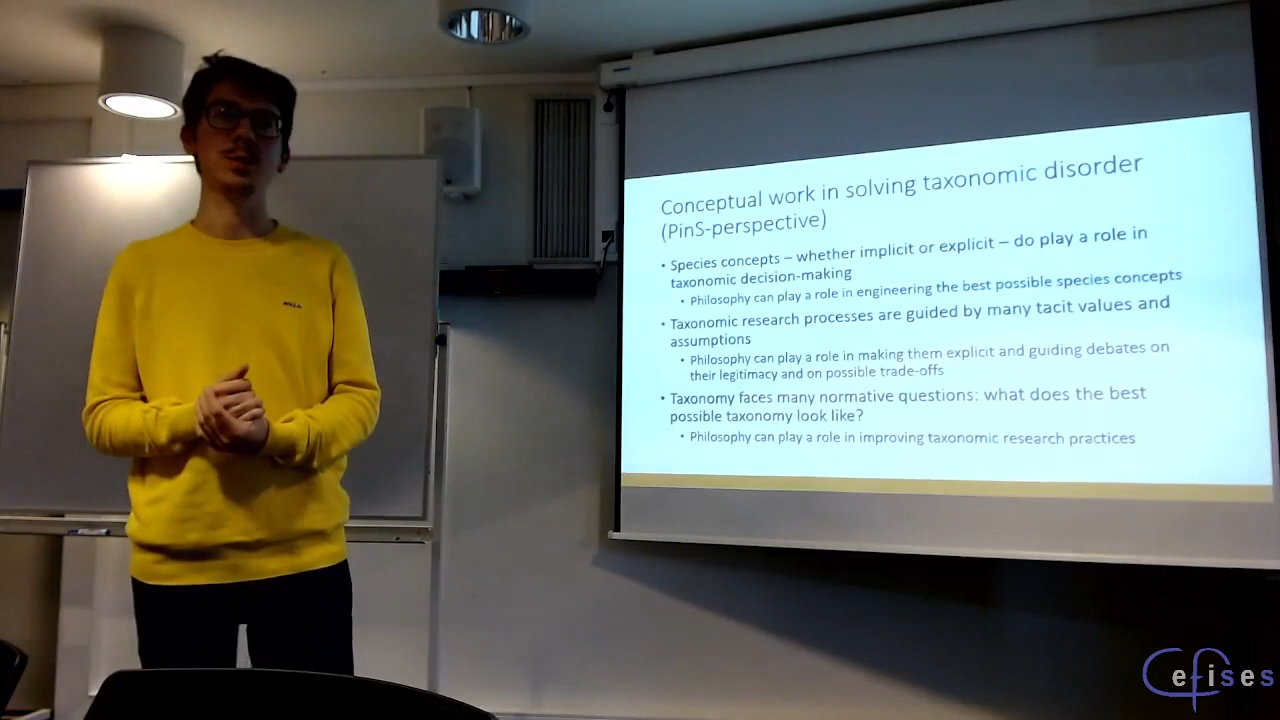 Conceptual work in solving taxonomic disorder
(PinS-perspective)
• Species concepts – whether implicit or explicit – do play a role in
taxonomic decision-making
• Philosophy can play a role in engineering the best possible species concepts
• Taxonomic research processes are guided by many tacit values and
assumptions
• Philosophy can play a role in making them explicit and guiding debates on
their legitimacy and on possible trade-offs
• Taxonomy faces many normative questions: what does the best
possible taxonomy look like?
• Philosophy can play a role in improving taxonomic research practices
Cefises